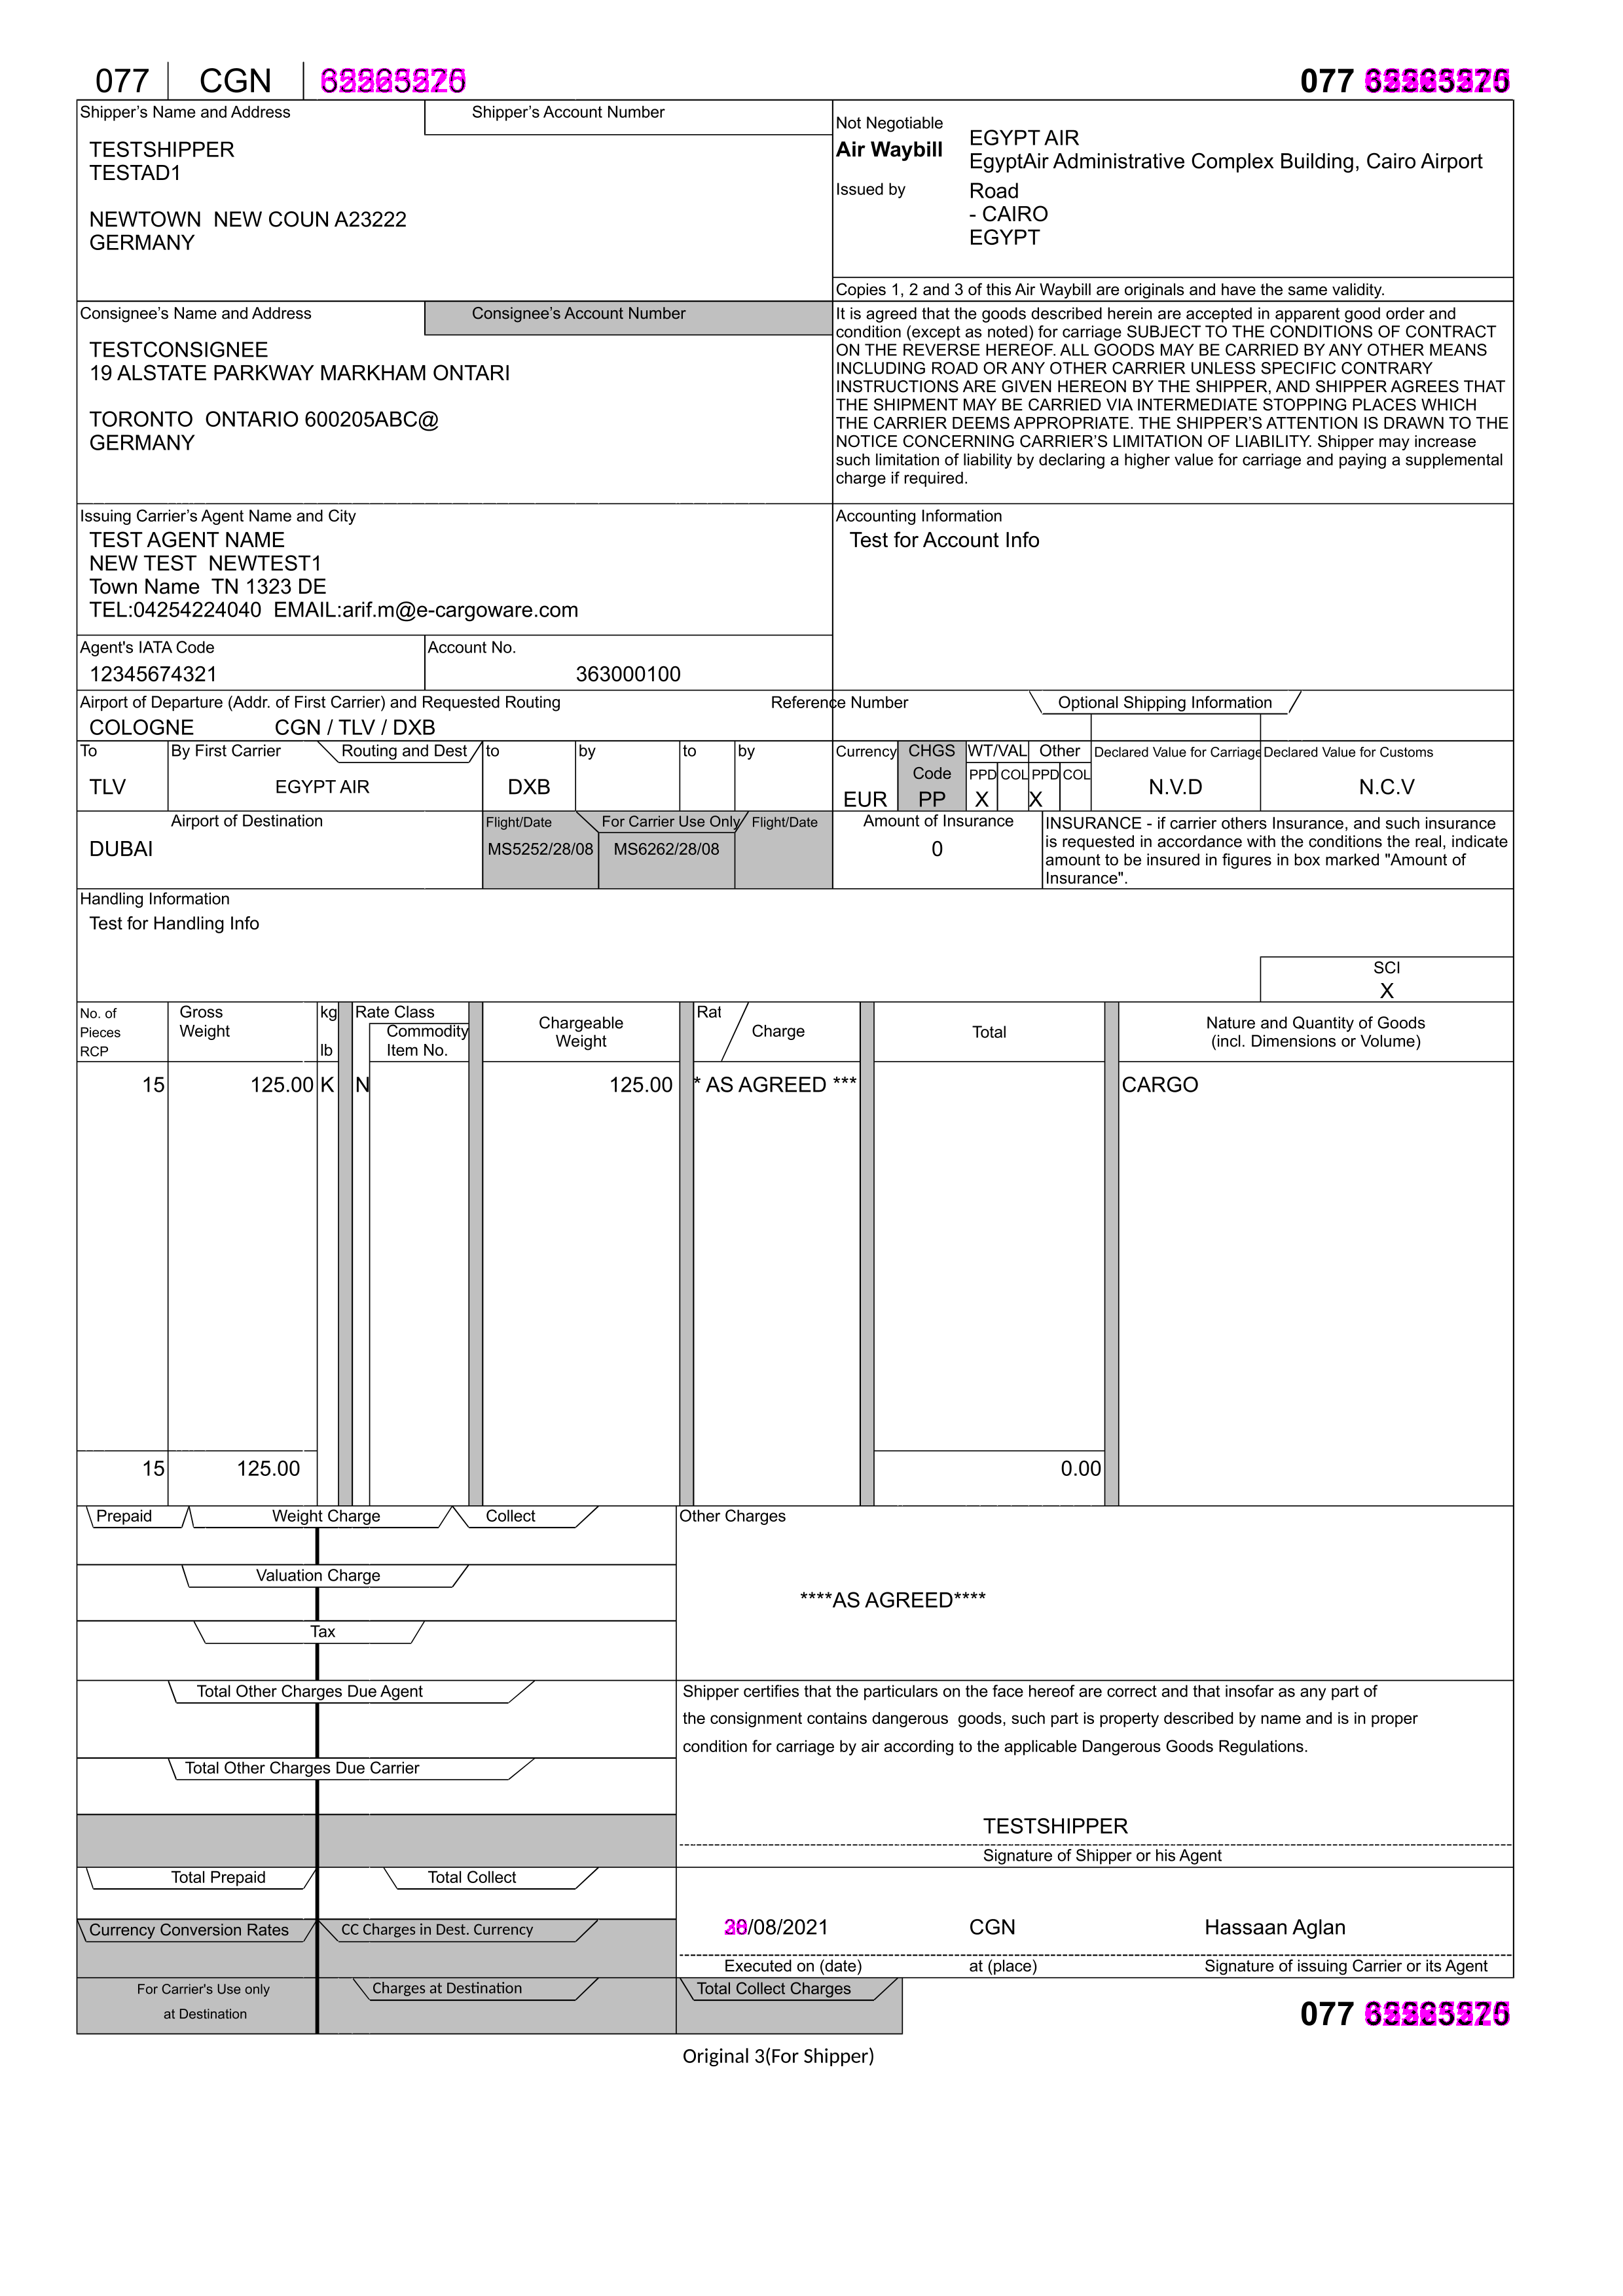 077 CGN
077
Shipper’s Name and Address
Shipper’s Account Number
TESTSHIPPER
TESTAD1
NEWTOWN NEW COUN A23222
GERMANY
Not Negotiable
Air Waybill
Issued by
EGYPT AIR
EgyptAir Administrative Complex Building, Cairo Airport
Road
- CAIRO
EGYPT
Copies 1, 2 and 3 of this Air Waybill are originals and have the same validity.
Consignee’s Name and Address
Consignee’s Account Number
TESTCONSIGNEE
19 ALSTATE PARKWAY MARKHAM ONTARI
TORONTO ONTARIO 600205ABC@
GERMANY
It is agreed that the goods described herein are accepted in apparent good order and
condition (except as noted) for carriage SUBJECT TO THE CONDITIONS OF CONTRACT
ON THE REVERSE HEREOF. ALL GOODS MAY BE CARRIED BY ANY OTHER MEANS
INCLUDING ROAD OR ANY OTHER CARRIER UNLESS SPECIFIC CONTRARY
INSTRUCTIONS ARE GIVEN HEREON BY THE SHIPPER, AND SHIPPER AGREES THAT
THE SHIPMENT MAY BE CARRIED VIA INTERMEDIATE STOPPING PLACES WHICH
THE CARRIER DEEMS APPROPRIATE. THE SHIPPER’S ATTENTION IS DRAWN TO THE
NOTICE CONCERNING CARRIER’S LIMITATION OF LIABILITY. Shipper may increase
such limitation of liability by declaring a higher value for carriage and paying a supplemental
charge if required.
Issuing Carrier’s Agent Name and City
TEST AGENT NAME
NEW TEST NEWTEST1
Town Name TN 1323 DE
TEL:04254224040 EMAIL:arif.m@e-cargoware.com
Accounting Information
Test for Account Info
Agent's IATA Code
12345674321
Account No.
363000100
Airport of Departure (Addr. of First Carrier) and Requested Routing
COLOGNE CGN / TLV / DXB
Reference Number
Optional Shipping Information
To
TLV
By First Carrier
Routing and Dest
EGYPT AIR
to
DXB
by
to
by
Currency
EUR
CHGS
Code
PP
WT/VAL
Other
PPD COL PPD COL
X X
Declared Value for Carriage
N.V.D
Declared Value for Customs
N.C.V
Airport of Destination
DUBAI
Flight/Date
For Carrier Use Only
Flight/Date
MS5252/28/08
MS6262/28/08
Amount of Insurance
0
INSURANCE - if carrier others Insurance, and such insurance
is requested in accordance with the conditions the real, indicate
amount to be insured in figures in box marked "Amount of
Insurance".
Handling Information
Test for Handling Info
SCI
X
No. of
Pieces
RCP
Gross
Weight
kg
lb
Rate Class
Commodity
Item No.
Chargeable
Weight
Rat
Charge
Total
Nature and Quantity of Goods
(incl. Dimensions or Volume)
15 125.00 K N 125.00 * AS AGREED *** CARGO
15 125.00 0.00
Prepaid
Weight Charge
Collect
Valuation Charge
Tax
Total Other Charges Due Agent
Total Other Charges Due Carrier
Other Charges
****AS AGREED****
Shipper certifies that the particulars on the face hereof are correct and that insofar as any part of
the consignment contains dangerous goods, such part is property described by name and is in proper
condition for carriage by air according to the applicable Dangerous Goods Regulations.
TESTSHIPPER
Signature of Shipper or his Agent
Total Prepaid
Total Collect
Currency Conversion Rates
CC Charges in Dest. Currency
/08/2021 CGN Hassaan Aglan
Executed on (date) at (place) Signature of issuing Carrier or its Agent
For Carrier's Use only
at Destination
Charges at Destination
Total Collect Charges
077
Original 3(For Shipper)